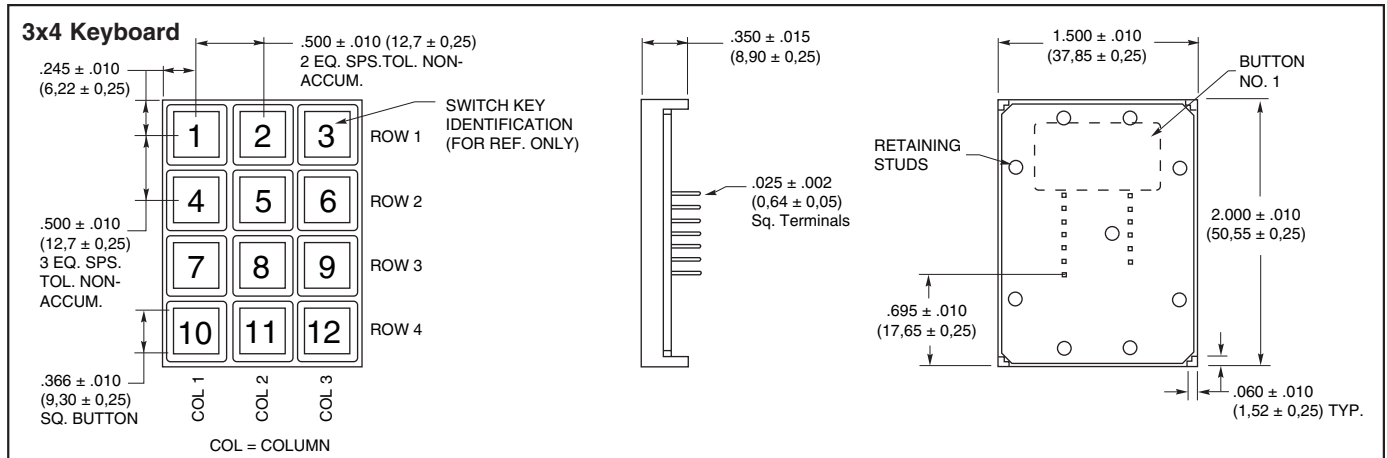 3x4 Keyboard
.500 ± .010 (12,7 ± 0,25)
2 EQ. SPS.TOL. NON-
ACCUM.
.245 ± .010
(6,22 ± 0,25)
SWITCH KEY
IDENTIFICATION
(FOR REF. ONLY)
1 2 3 ROW 1
4 5 6 ROW 2
7 8 9 ROW 3
10 11 12 ROW 4
.500 ± .010
(12,7 ± 0,25)
3 EQ. SPS.
TOL. NON-
ACCUM.
.366 ± .010
(9,30 ± 0,25)
SQ. BUTTON
COL 1
COL 2
COL 3
COL = COLUMN
.350 ± .015
(8,90 ± 0,25)
.025 ± .002
(0,64 ± 0,05)
Sq. Terminals
1.500 ± .010
(37,85 ± 0,25)
BUTTON
NO. 1
RETAINING
STUDS
2.000 ± .010
(50,55 ± 0,25)
.695 ± .010
(17,65 ± 0,25)
.060 ± .010
(1,52 ± 0,25) TYP.